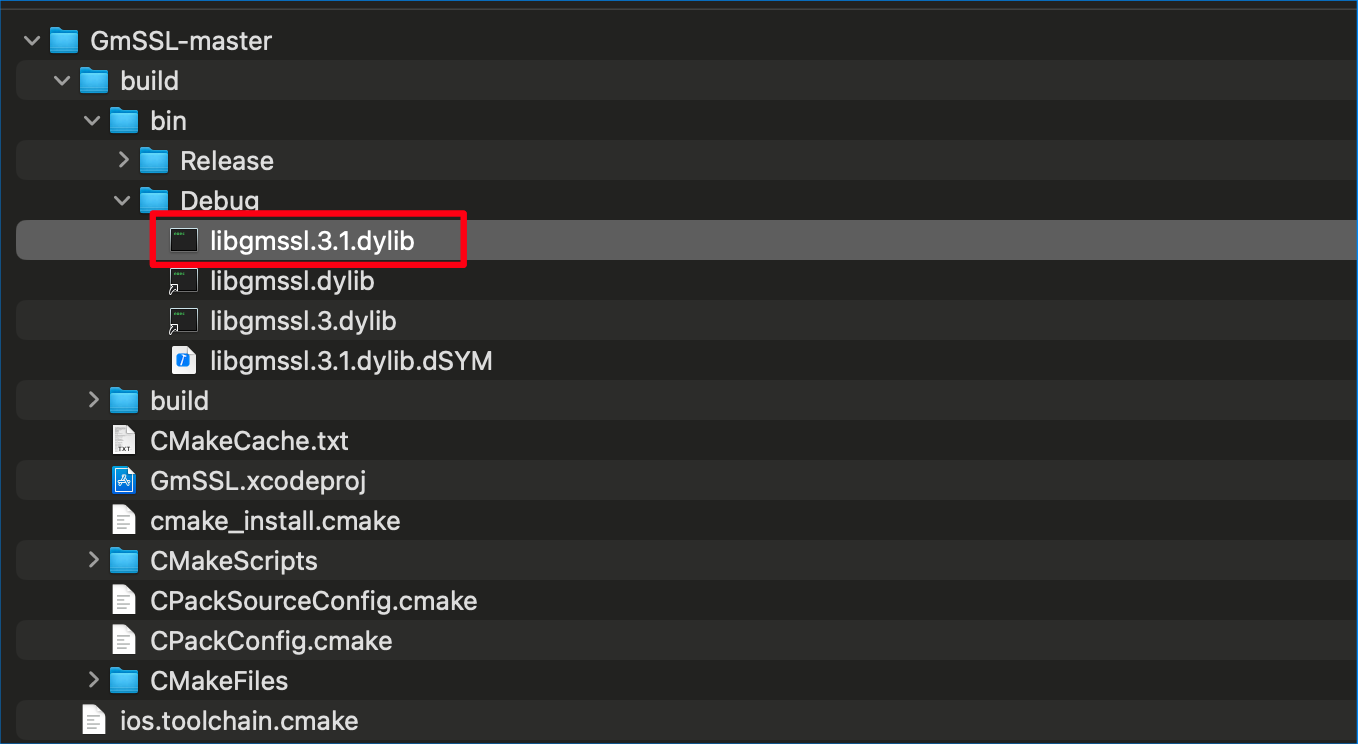 GmSSL-master
build
bin
Release
Debug
libgmssl.3.1.dylib
libgmssl.dylib
libgmssl.3.dylib
libgmssl.3.1.dylib.dSYM
build
CMakeCache.txt
GmSSL.xcodeproj
cmake_install.cmake
CMakeScripts
CPackSourceConfig.cmake
CPackConfig.cmake
CMakeFiles
ios.toolchain.cmake